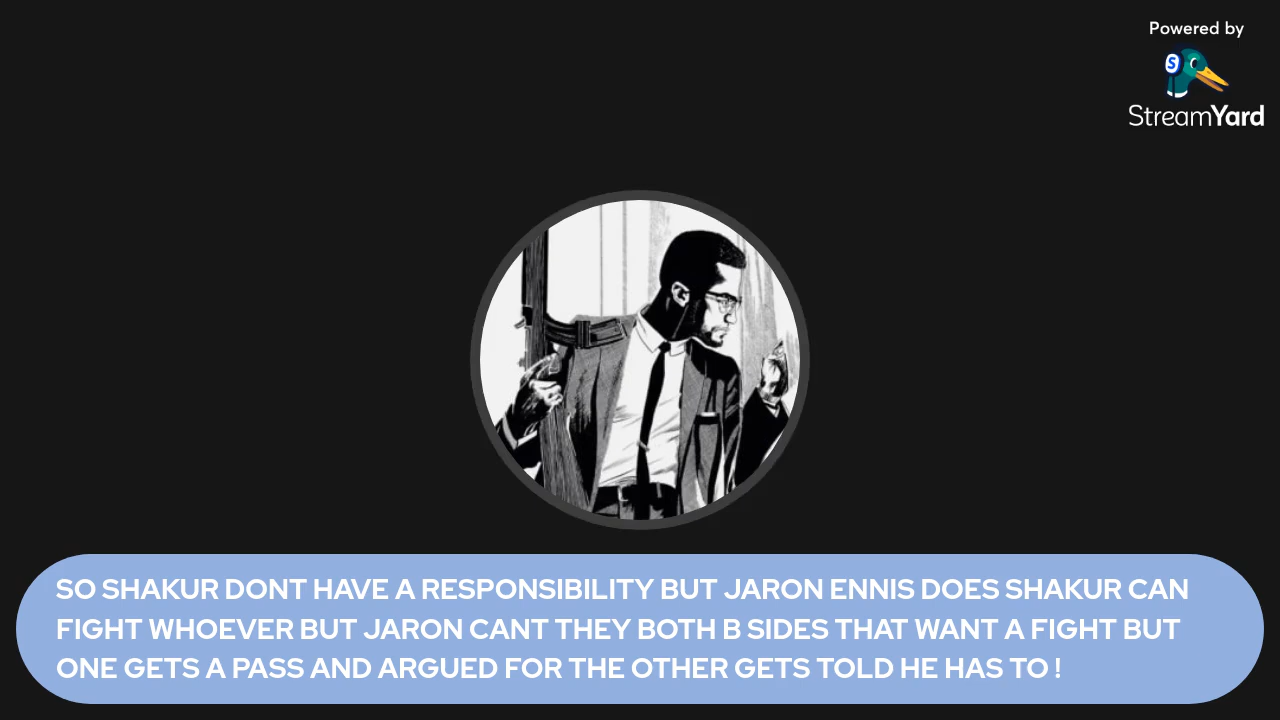 Powered by
S
StreamYard
SO SHAKUR DONT HAVE A RESPONSIBILITY BUT JARON ENNIS DOES SHAKUR CAN
FIGHT WHOEVER BUT JARON CANT THEY BOTH B SIDES THAT WANT A FIGHT BUT
ONE GETS A PASS AND ARGUED FOR THE OTHER GETS TOLD HE HAS TO !